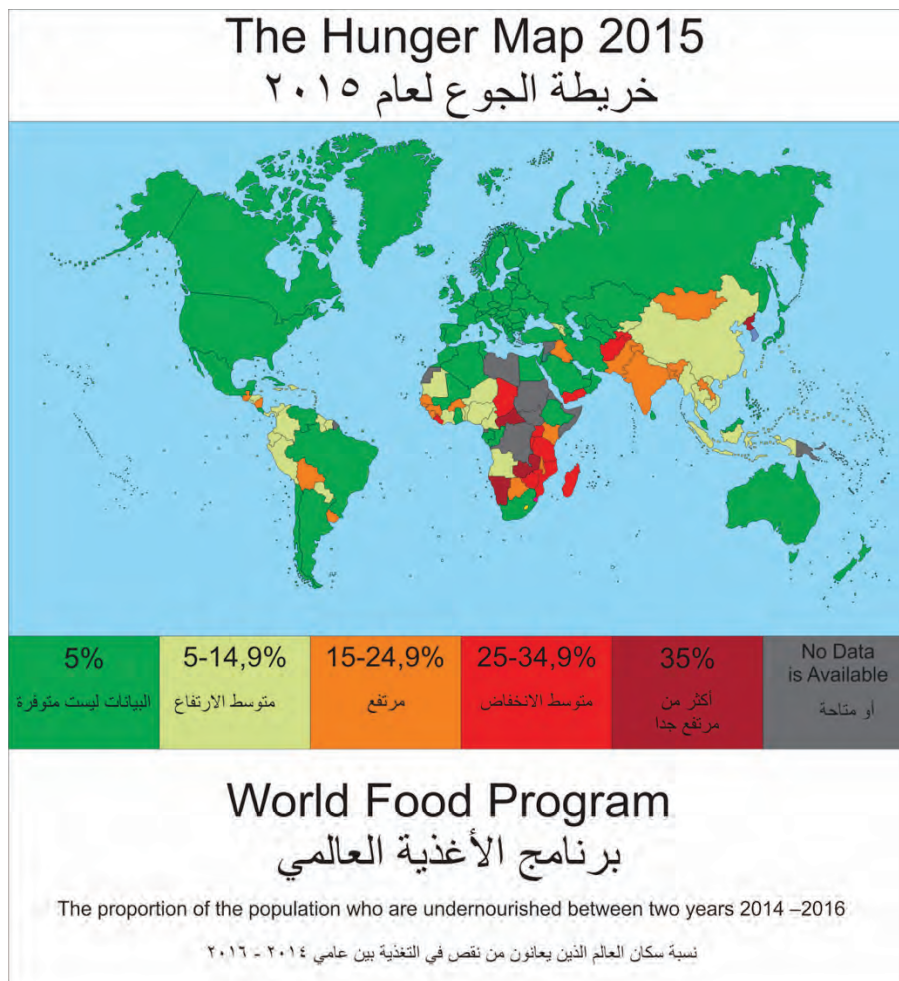 The Hunger Map 2015
خريطة الجوع لعام ٢٠١٥
5%
البيانات ليست متوفرة
5-14,9%
متوسط الارتفاع
15-24,9%
مرتفع
25-34,9%
متوسط الانخفاض
35%
أكثر من
مرتفع جدا
No Data
is Available
أو متاحة
World Food Program
برنامج الأغذية العالمي
The proportion of the population who are undernourished between two years 2014 –2016
نسبة سكان العالم الذين يعانون من نقص في التغذية بين عامي ٢٠١٤ - ٢٠١٦